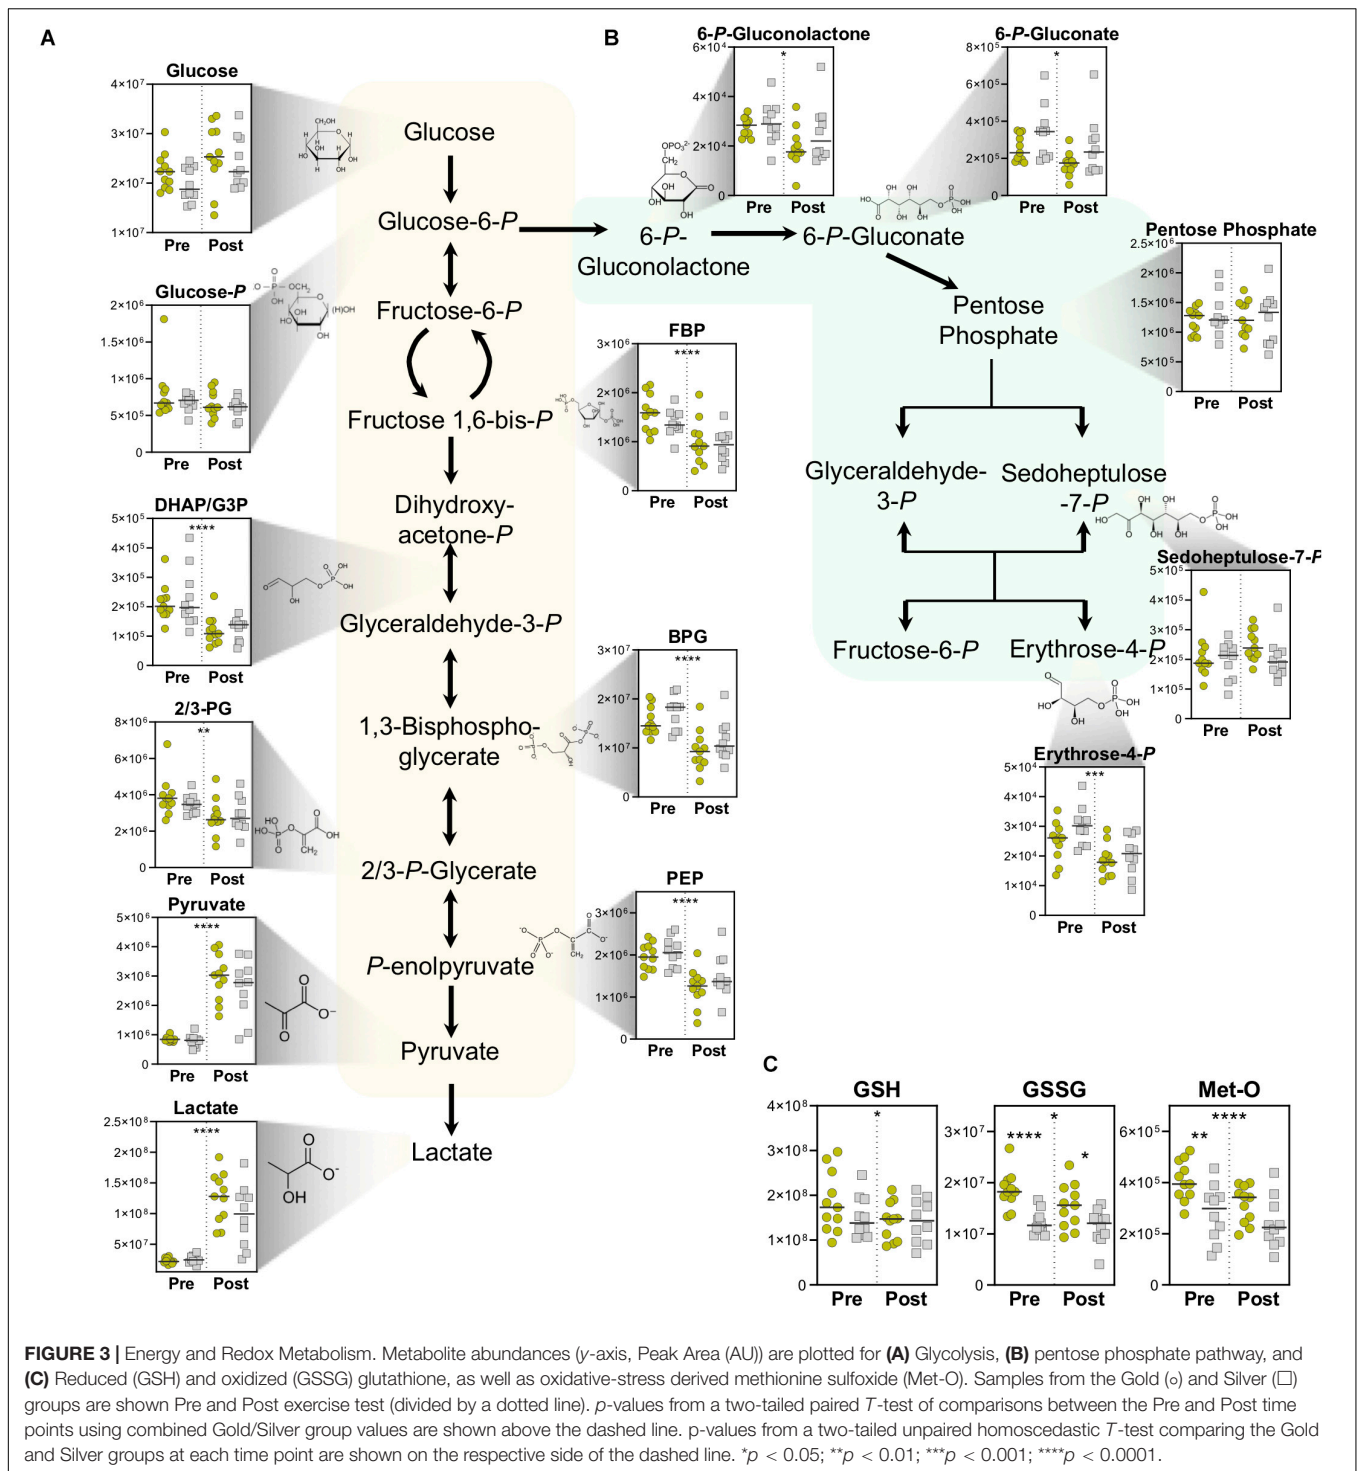 A
Glucose
4×10⁷
3×10⁷
2×10⁷
1×10⁷
Pre Post
Glucose-P
2×10⁶
1.5×10⁶
1×10⁶
5×10⁵
0
Pre Post
DHAP/G3P
****
5×10⁵
4×10⁵
3×10⁵
2×10⁵
1×10⁵
0
Pre Post
2/3-PG
**
8×10⁶
6×10⁶
4×10⁶
2×10⁶
0
Pre Post
Pyruvate
****
5×10⁶
4×10⁶
3×10⁶
2×10⁶
1×10⁶
0
Pre Post
Lactate
****
2.5×10⁸
2×10⁸
1.5×10⁸
1×10⁸
5×10⁷
Pre Post
Glucose
Glucose-6-P
Fructose-6-P
Fructose 1,6-bis-P
Dihydroxy-
acetone-P
Glyceraldehyde-3-P
1,3-Bisphospho-
glycerate
2/3-P-Glycerate
P-enolpyruvate
Pyruvate
Lactate
FBP
****
3×10⁶
2×10⁶
1×10⁶
0
Pre Post
BPG
****
3×10⁷
2×10⁷
1×10⁷
0
Pre Post
PEP
****
3×10⁶
2×10⁶
1×10⁶
0
Pre Post
B
6-P-Gluconolactone
*
6×10⁴
4×10⁴
2×10⁴
0
Pre Post
6-P-Gluconate
*
8×10⁵
6×10⁵
4×10⁵
2×10⁵
0
Pre Post
6-P-
Gluconolactone
6-P-Gluconate
Pentose
Phosphate
Pentose Phosphate
2.5×10⁶
2×10⁶
1.5×10⁶
1×10⁶
5×10⁵
0
Pre Post
Glyceraldehyde-
3-P
Sedoheptulose
-7-P
Fructose-6-P
Erythrose-4-P
Sedoheptulose-7-P
5×10⁵
4×10⁵
3×10⁵
2×10⁵
1×10⁵
0
Pre Post
Erythrose-4-P
***
5×10⁴
4×10⁴
3×10⁴
2×10⁴
1×10⁴
0
Pre Post
C
GSH
*
4×10⁸
3×10⁸
2×10⁸
1×10⁸
0
Pre Post
GSSG
*
****
*
3×10⁷
2×10⁷
1×10⁷
0
Pre Post
Met-O
****
**
6×10⁵
4×10⁵
2×10⁵
0
Pre Post
FIGURE 3 | Energy and Redox Metabolism. Metabolite abundances (y-axis, Peak Area (AU)) are plotted for (A) Glycolysis, (B) pentose phosphate pathway, and
(C) Reduced (GSH) and oxidized (GSSG) glutathione, as well as oxidative-stress derived methionine sulfoxide (Met-O). Samples from the Gold (○) and Silver (□)
groups are shown Pre and Post exercise test (divided by a dotted line). p-values from a two-tailed paired T-test of comparisons between the Pre and Post time
points using combined Gold/Silver group values are shown above the dashed line. p-values from a two-tailed unpaired homoscedastic T-test comparing the Gold
and Silver groups at each time point are shown on the respective side of the dashed line. *p < 0.05; **p < 0.01; ***p < 0.001; ****p < 0.0001.